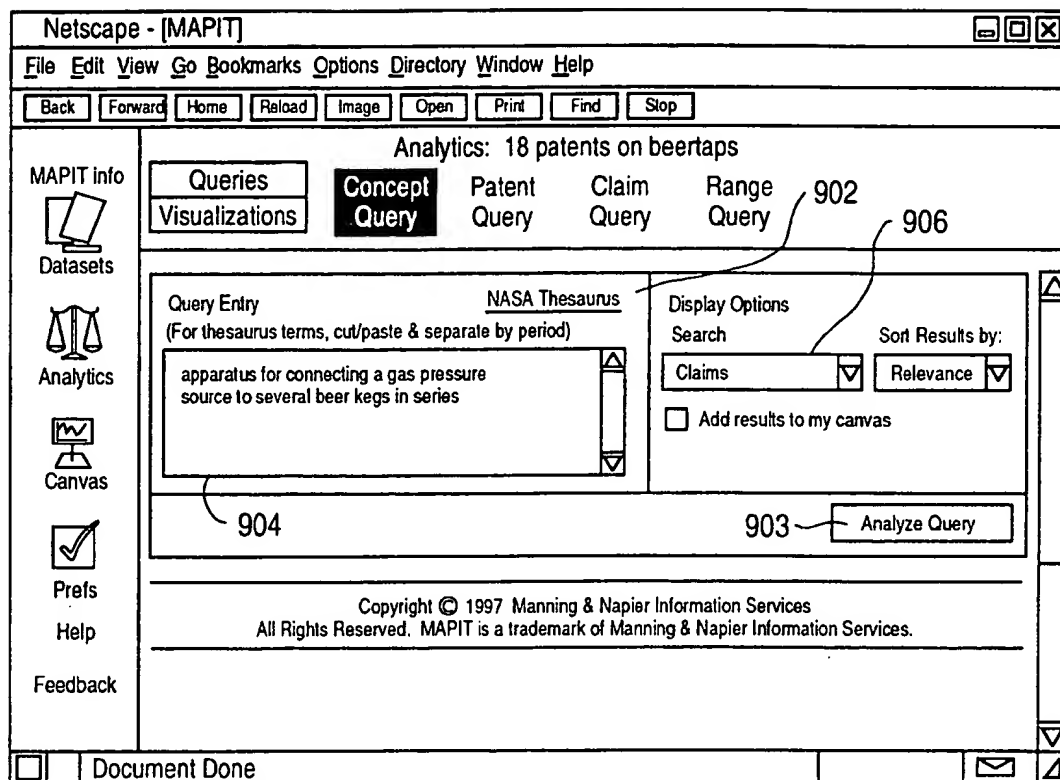 Netscape - [MAPIT]
File Edit View Go Bookmarks Options Directory Window Help
Back Forward Home Reload Image Open Print Find Stop
MAPIT info
Datasets
Analytics
Canvas
Prefs
Help
Feedback
Analytics: 18 patents on beertaps
Queries
Visualizations
Concept Query
Patent Query
Claim Query
Range Query
902
906
Query Entry
NASA Thesaurus
(For thesaurus terms, cut/paste & separate by period)
apparatus for connecting a gas pressure
source to several beer kegs in series
904
Display Options
Search
Sort Results by:
Claims
Relevance
Add results to my canvas
903
Analyze Query
Copyright © 1997 Manning & Napier Information Services
All Rights Reserved. MAPIT is a trademark of Manning & Napier Information Services.
Document Done